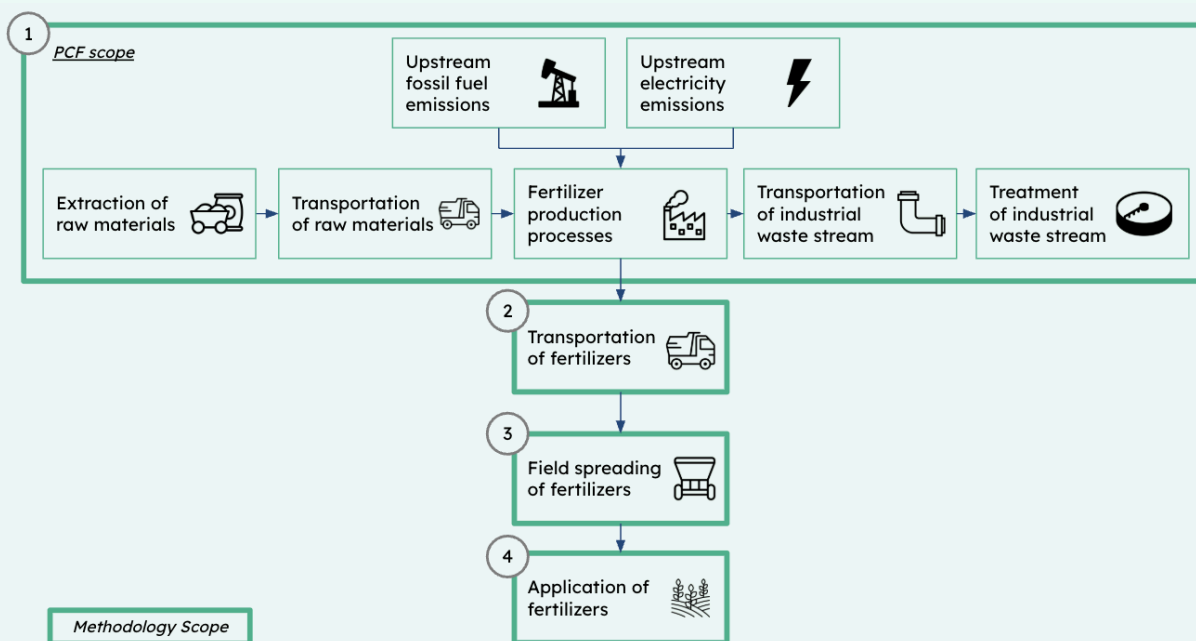 1
PCF scope
Upstream
fossil fuel
emissions
Upstream
electricity
emissions
Extraction of
raw materials
Transportation
of raw materials
Fertilizer
production
processes
Transportation
of industrial
waste stream
Treatment
of industrial
waste stream
2
Transportation
of fertilizers
3
Field spreading
of fertilizers
4
Application of
fertilizers
Methodology Scope